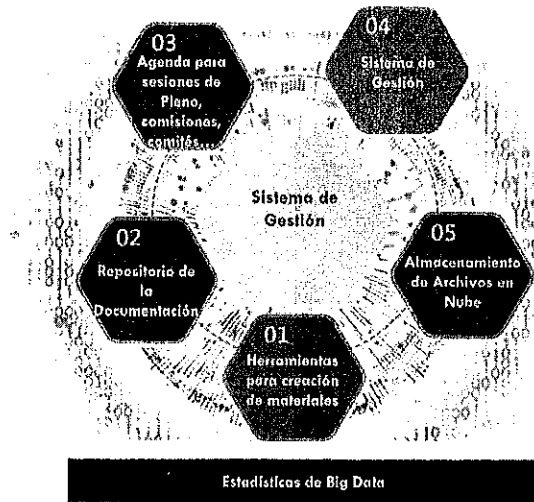 03
Agenda para
sesiones de
Pleno,
comisiones,
comités...
04
Sistema de
Gestión
Sistema de
Gestión
02
Repositorio de
la
Documentación
05
Almacenamiento
de Archivos en
Nube
01
Herramientas
para creación
de materiales
Estadísticas de Big Data